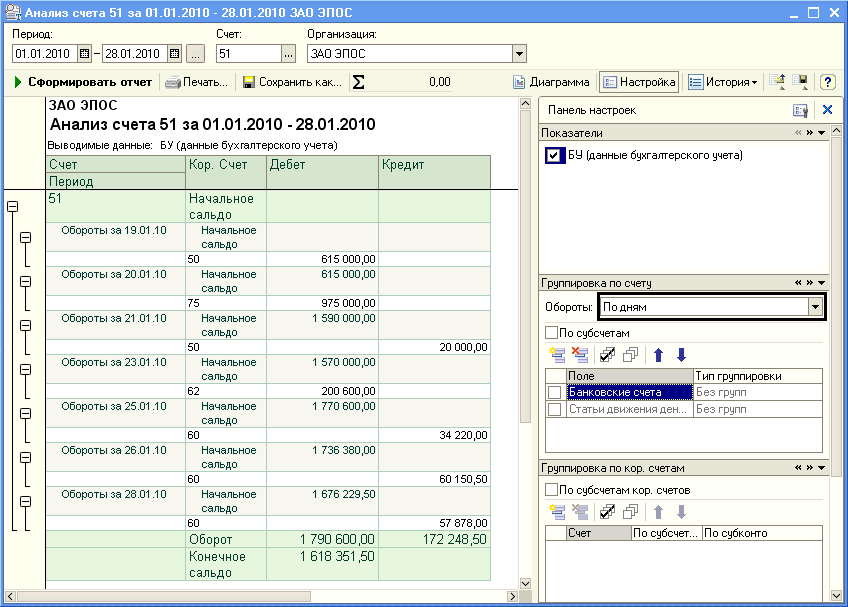 Анализ счета 51 за 01.01.2010 - 28.01.2010 ЗАО ЭПОС
Период: Счет: Организация:
01.01.2010 – 28.01.2010 ... 51 ... ЗАО ЭПОС
Сформировать отчет Печать... Сохранить как... Σ 0,00 Диаграмма Настройка История ?
ЗАО ЭПОС
Анализ счета 51 за 01.01.2010 - 28.01.2010
Выводимые данные: БУ (данные бухгалтерского учета)
Счет Кор. Счет Дебет Кредит
Период
51 Начальное
сальдо
Обороты за 19.01.10 Начальное
сальдо
50 615 000,00
Обороты за 20.01.10 Начальное 615 000,00
сальдо
75 975 000,00
Обороты за 21.01.10 Начальное 1 590 000,00
сальдо
50 20 000,00
Обороты за 23.01.10 Начальное 1 570 000,00
сальдо
62 200 600,00
Обороты за 25.01.10 Начальное 1 770 600,00
сальдо
60 34 220,00
Обороты за 26.01.10 Начальное 1 736 380,00
сальдо
60 60 150,50
Обороты за 28.01.10 Начальное 1 676 229,50
сальдо
60 57 878,00
Оборот 1 790 600,00 172 248,50
Конечное 1 618 351,50
сальдо
Панель настроек
Показатели
БУ (данные бухгалтерского учета)
Группировка по счету
Обороты: По дням
По субсчетам
Поле Тип группировки
Банковские счета Без групп
Статьи движения ден... Без групп
Группировка по кор. счетам
По субсчетам кор. счетов
Счет По субсчет... По субконто